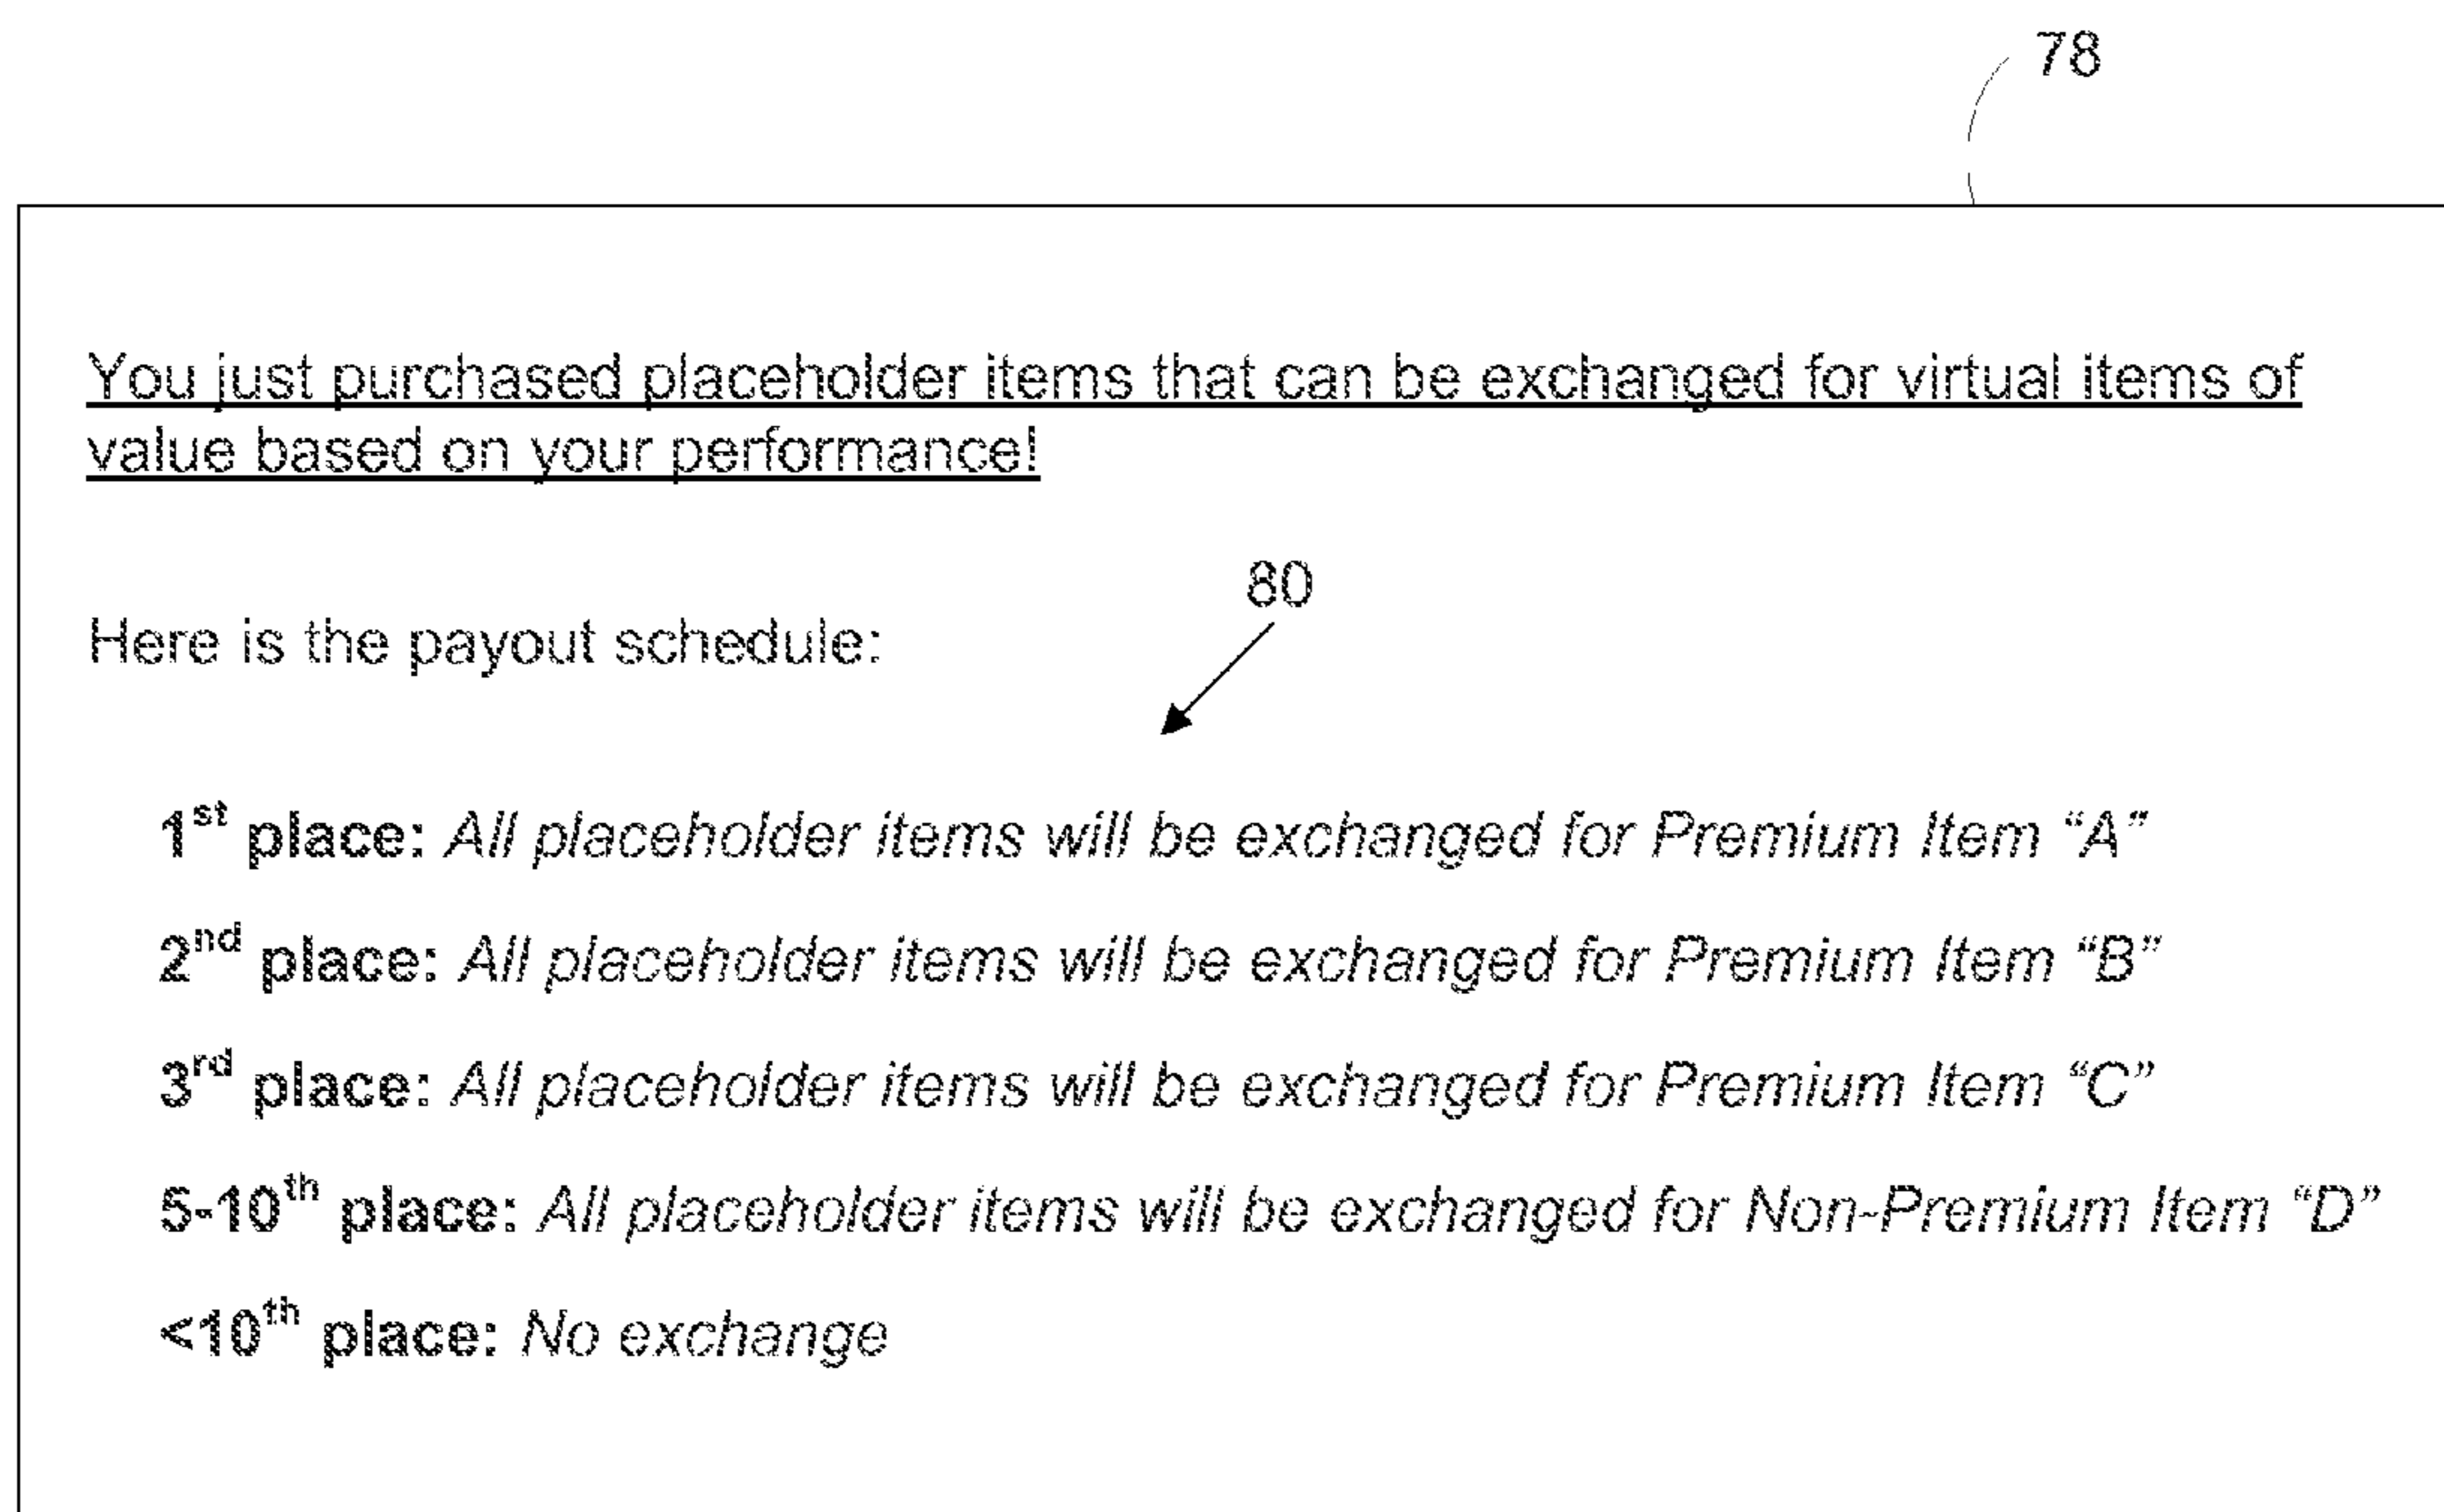 78
You just purchased placeholder items that can be exchanged for virtual items of
value based on your performance!
80
Here is the payout schedule:
1st place: All placeholder items will be exchanged for Premium Item “A”
2nd place: All placeholder items will be exchanged for Premium Item “B”
3rd place: All placeholder items will be exchanged for Premium Item “C”
5-10th place: All placeholder items will be exchanged for Non-Premium Item “D”
<10th place: No exchange